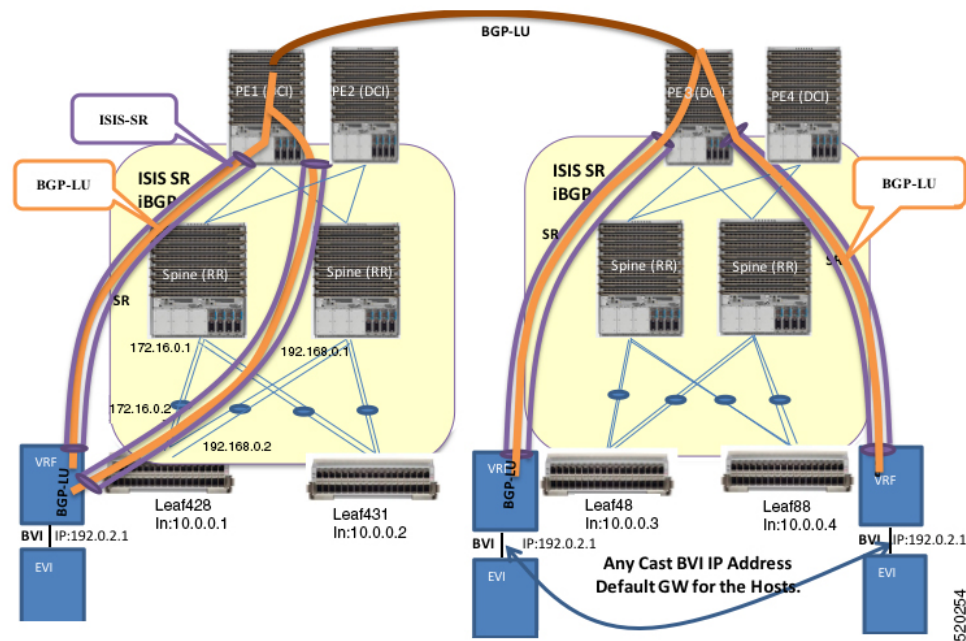 BGP-LU
PE1 (DCI)
PE2 (DCI)
PE3 (DCI)
PE4 (DCI)
ISIS-SR
BGP-LU
ISIS SR
iBGP
SR
Spine (RR)
Spine (RR)
172.16.0.1
192.168.0.1
172.16.0.2
192.168.0.2
ISIS SR
iBGP
SR
SR
BGP-LU
Spine (RR)
Spine (RR)
VRF
BGP-LU
Leaf428
In:10.0.0.1
Leaf431
In:10.0.0.2
BVI
IP:192.0.2.1
EVI
VRF
BGP-LU
Leaf48
In:10.0.0.3
Leaf88
In:10.0.0.4
VRF
BVI
IP:192.0.2.1
EVI
Any Cast BVI IP Address
Default GW for the Hosts.
BVI
IP:192.0.2.1
EVI
520254